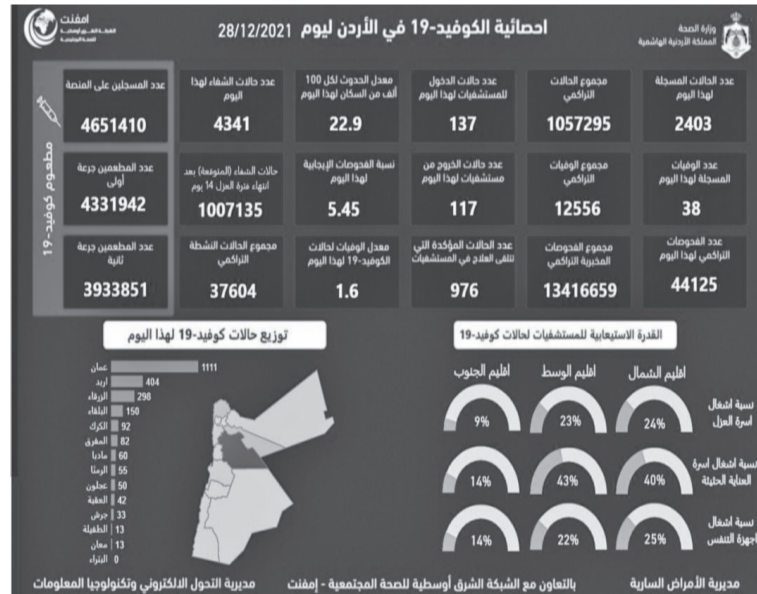 وزارة الصحة
المملكة الأردنية الهاشمية
احصائية الكوفيد-19 في الأردن ليوم 28/12/2021
امفنت
عدد الحالات المسجلة
لهذا اليوم
2403
مجموع الحالات
التراكمي
1057295
عدد حالات الدخول
للمستشفيات لهذا اليوم
137
معدل الحدوث لكل 100
ألف من السكان لهذا اليوم
22.9
عدد حالات الشفاء لهذا
اليوم
4341
عدد المسجلين على المنصة
4651410
عدد الوفيات
المسجلة لهذا اليوم
38
مجموع الوفيات
التراكمي
12556
عدد حالات الخروج من
مستشفيات لهذا اليوم
117
نسبة الفحوصات الإيجابية
لهذا اليوم
5.45
حالات الشفاء (المتوقعة) بعد
انتهاء فترة العزل 14 يوم
1007135
عدد المطعمين جرعة
أولى
4331942
عدد الفحوصات
التراكمي لهذا اليوم
44125
مجموع الفحوصات
المخبرية التراكمي
13416659
عدد الحالات المؤكدة التي
تتلقى العلاج في المستشفيات
976
معدل الوفيات لحالات
الكوفيد-19 لهذا اليوم
1.6
مجموع الحالات النشطة
التراكمي
37604
عدد المطعمين جرعة
ثانية
3933851
مطعوم كوفيد-19
القدرة الاستيعابية للمستشفيات لحالات كوفيد-19
اقليم الشمال اقليم الوسط اقليم الجنوب
نسبة اشغال
اسرة العزل
24% 23% 9%
نسبة اشغال اسرة
العناية الحثيثة
40% 43% 14%
نسبة اشغال
اجهزة التنفس
25% 22% 14%
توزيع حالات كوفيد-19 لهذا اليوم
عمان 1111
اربد 404
الزرقاء 298
البلقاء 150
الكرك 92
المفرق 82
مادبا 60
الرمثا 55
عجلون 50
العقبة 42
جرش 33
الطفيلة 13
معان 13
البتراء 0
مديرية الأمراض السارية
بالتعاون مع الشبكة الشرق أوسطية للصحة المجتمعية - إمفنت
مديرية التحول الالكتروني وتكنولوجيا المعلومات